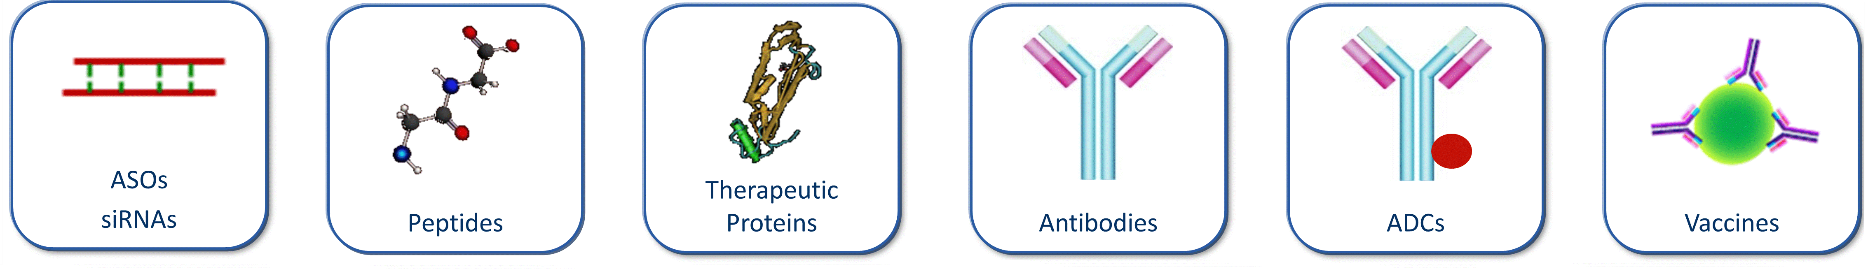 ASOs
siRNAs
Peptides
Therapeutic
Proteins
Antibodies
ADCs
Vaccines